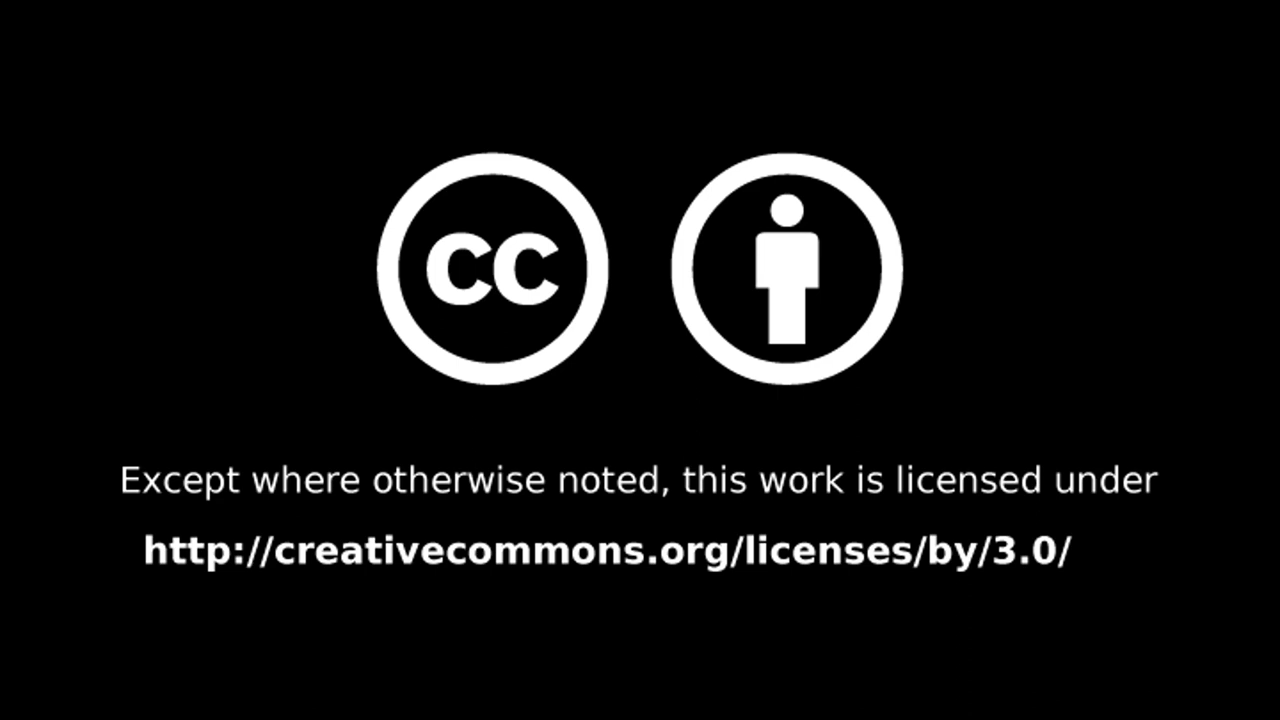 cc
Except where otherwise noted, this work is licensed under
http://creativecommons.org/licenses/by/3.0/